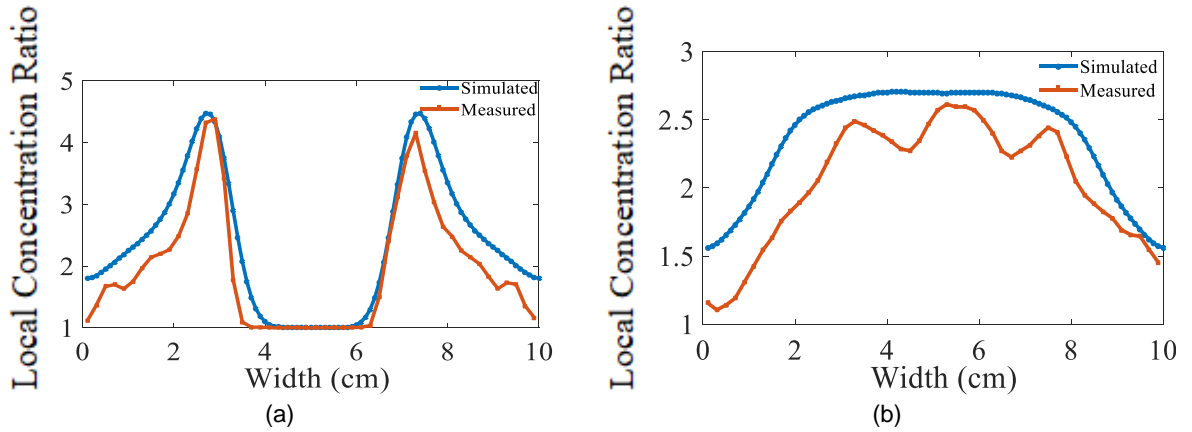 Local Concentration Ratio
5
4
3
2
1
0
2
4
6
8
10
Width (cm)
Simulated
Measured
(a)
Local Concentration Ratio
3
2.5
2
1.5
1
0
2
4
6
8
10
Width (cm)
Simulated
Measured
(b)